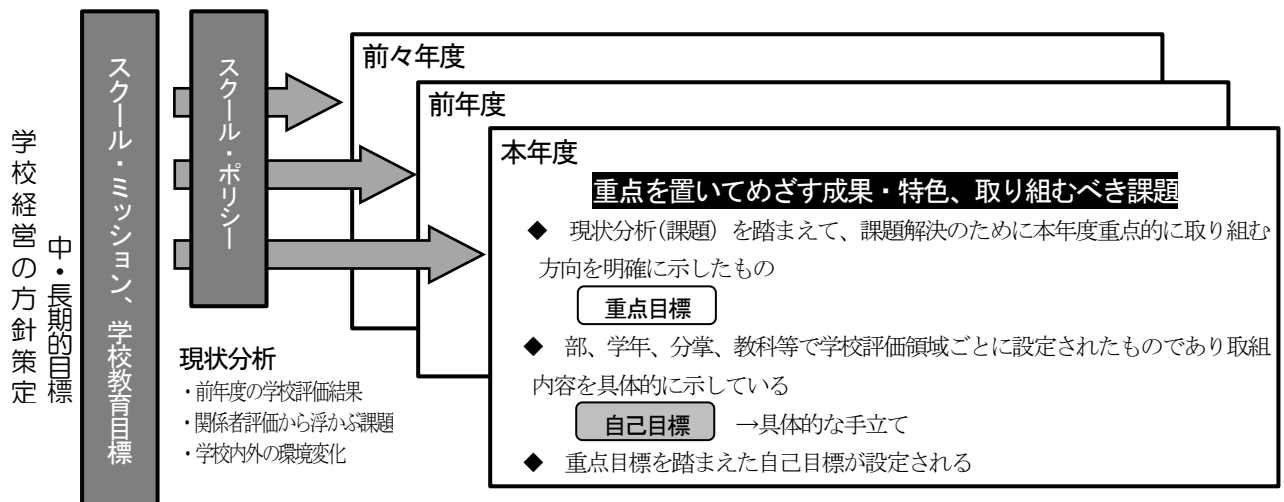 学校経営の方針策定
中・長期的目標
スクール・ミッション、学校教育目標
スクール・ポリシー
現状分析
・前年度の学校評価結果
・関係者評価から浮かぶ課題
・学校内外の環境変化
前々年度
前年度
本年度
重点を置いてめざす成果・特色、取り組むべき課題
◆ 現状分析(課題) を踏まえて、課題解決のために本年度重点的に取り組む
方向を明確に示したもの
重点目標
◆ 部、学年、分掌、教科等で学校評価領域ごとに設定されたものであり取組
内容を具体的に示している
自己目標 →具体的な手立て
◆ 重点目標を踏まえた自己目標が設定される